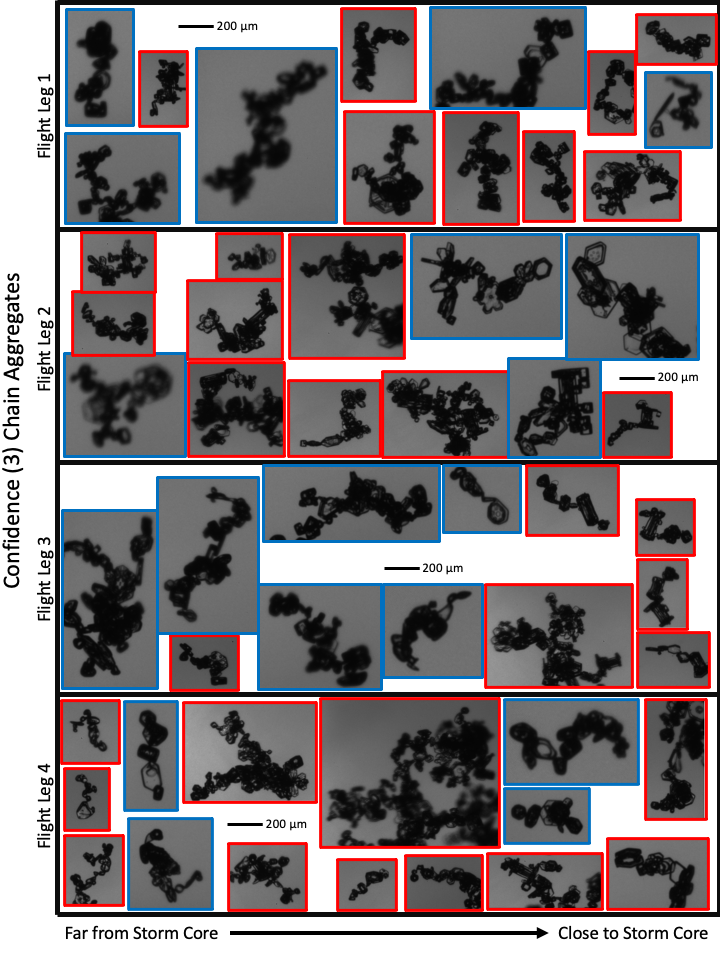 Confidence (3) Chain Aggregates
Flight Leg 1
200 µm
Flight Leg 2
200 µm
Flight Leg 3
200 µm
Flight Leg 4
200 µm
Far from Storm Core
Close to Storm Core